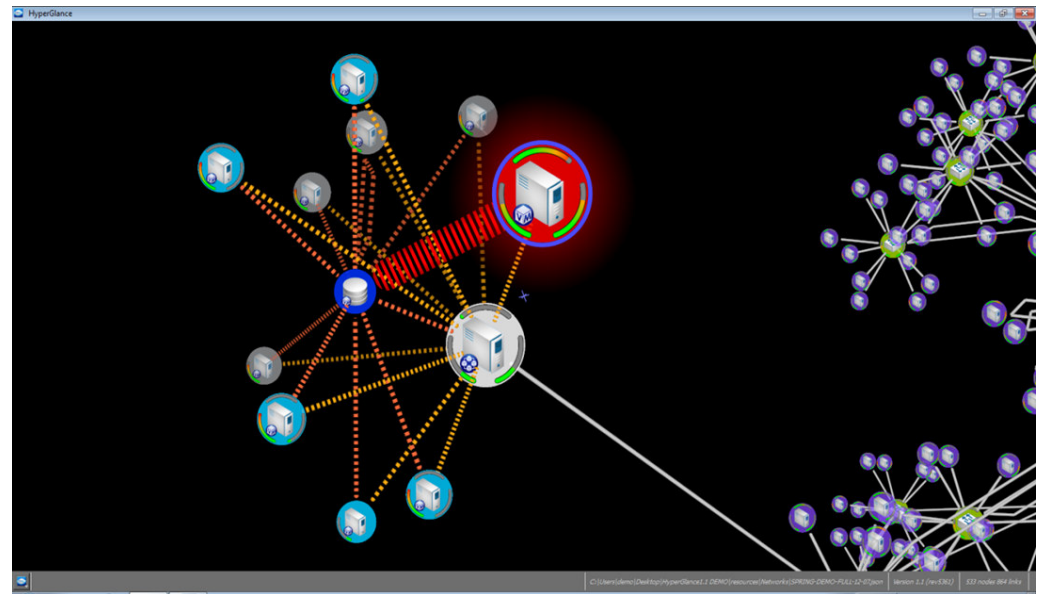 HyperGlance
VM
C:\Users\demo\Desktop\HyperGlance1.1 DEMO\resources\Networks\SPRING-DEMO-FULL-12-07.json
Version 1.1 (rev:5361)
533 nodes 864 links